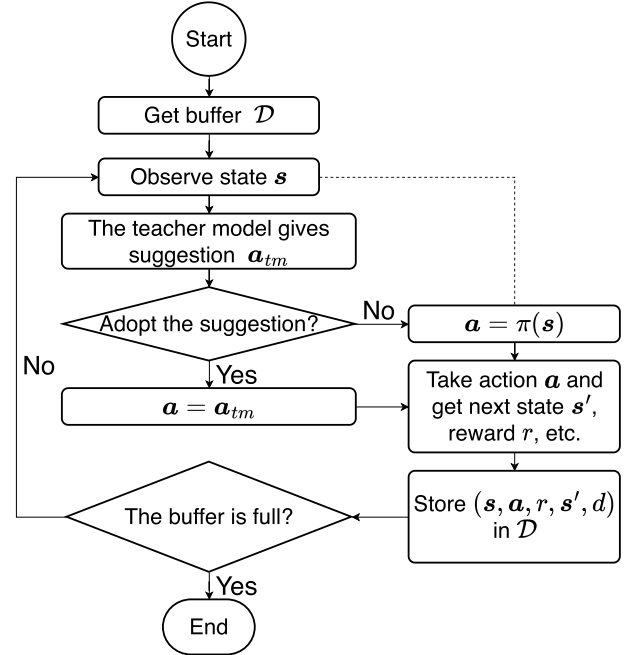 Start
Get buffer 𝒟
Observe state s
The teacher model gives
suggestion a_tm
Adopt the suggestion?
No
a = π(s)
Yes
a = a_tm
Take action a and
get next state s′,
reward r, etc.
No
Store (s, a, r, s′, d)
in 𝒟
The buffer is full?
Yes
End